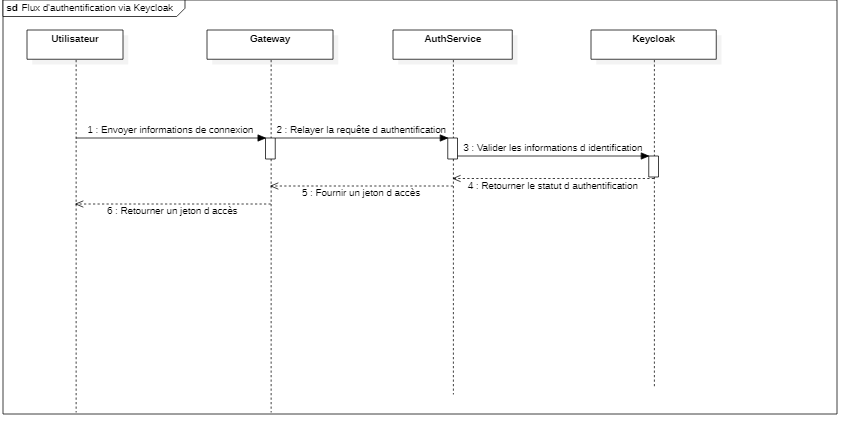 sd Flux d'authentification via Keycloak
Utilisateur
Gateway
AuthService
Keycloak
1 : Envoyer informations de connexion
2 : Relayer la requête d authentification
3 : Valider les informations d identification
4 : Retourner le statut d authentification
5 : Fournir un jeton d accès
6 : Retourner un jeton d accès